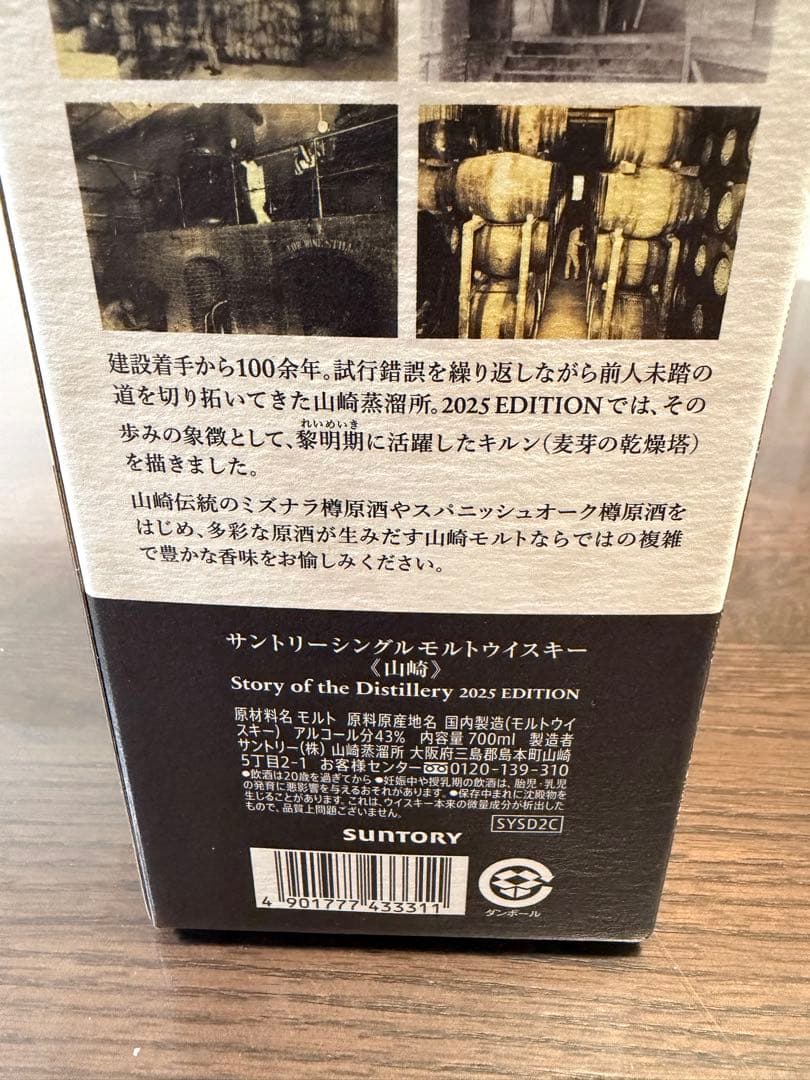 FOR WINE STILL
建設着手から100余年。試行錯誤を繰り返しながら前人未踏の
道を切り拓いてきた山崎蒸溜所。2025 EDITIONでは、その
れいめいき
歩みの象徴として、黎明期に活躍したキルン(麦芽の乾燥塔)
を描きました。
山崎伝統のミズナラ樽原酒やスパニッシュオーク樽原酒を
はじめ、多彩な原酒が生みだす山崎モルトならではの複雑
で豊かな香味をお愉しみください。
サントリーシングルモルトウイスキー
《山崎》
Story of the Distillery 2025 EDITION
原材料名 モルト 原料原産地名 国内製造(モルトウイ
スキー) アルコール分43% 内容量 700ml 製造者
サントリー(株) 山崎蒸溜所 大阪府三島郡島本町山崎
5丁目2-1 お客様センター 0120-139-310
●飲酒は20歳を過ぎてから ●妊娠中や授乳期の飲酒は、胎児・乳児
の発育に悪影響を与えるおそれがあります。●保存中まれに沈殿物を
生じることがあります。これは、ウイスキー本来の微量成分が析出した
もので、品質上問題ございません。
SYSD2C
SUNTORY
4 901777 433311
ダンボール